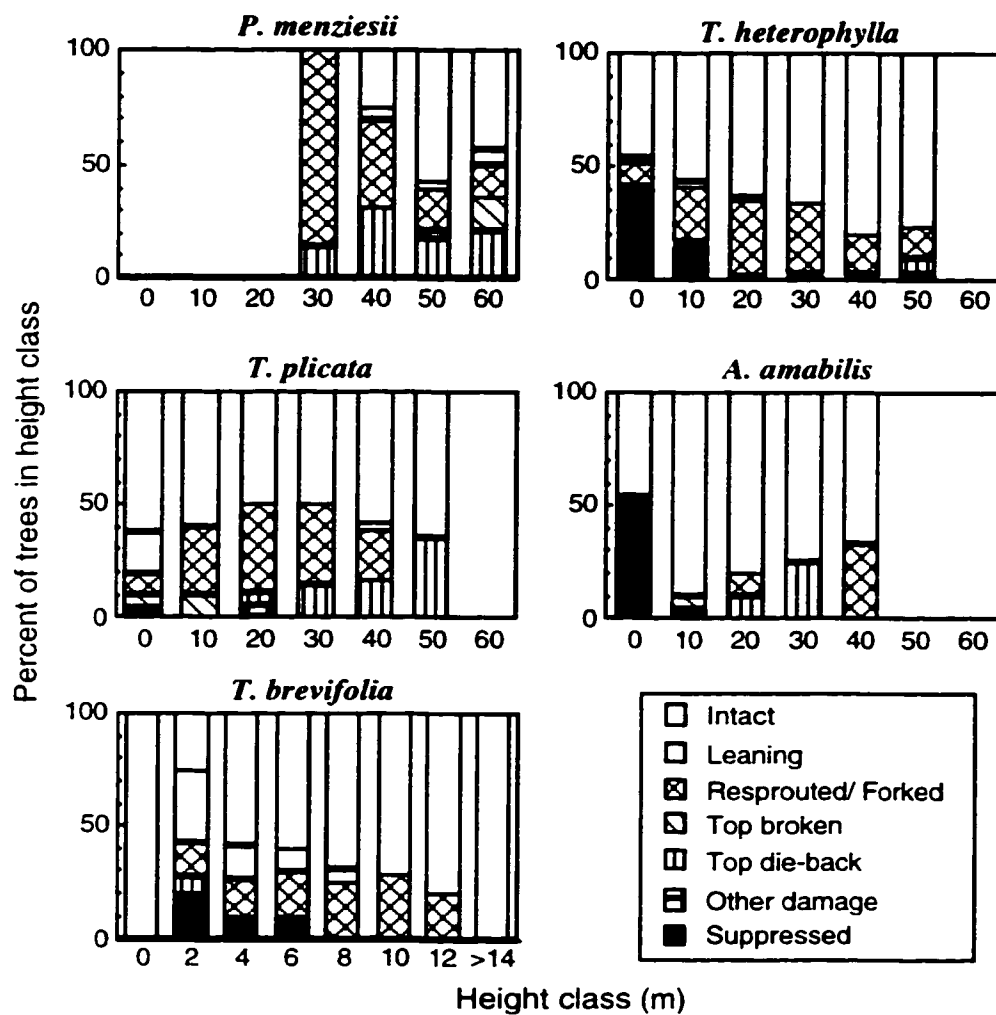 P. menziesii
T. heterophylla
100
50
0
0 10 20 30 40 50 60
100
50
0
0 10 20 30 40 50 60
T. plicata
A. amabilis
100
50
0
0 10 20 30 40 50 60
100
50
0
0 10 20 30 40 50 60
T. brevifolia
100
50
0
0 2 4 6 8 10 12 >14
Percent of trees in height class
Height class (m)
Intact
Leaning
Resprouted/ Forked
Top broken
Top die-back
Other damage
Suppressed